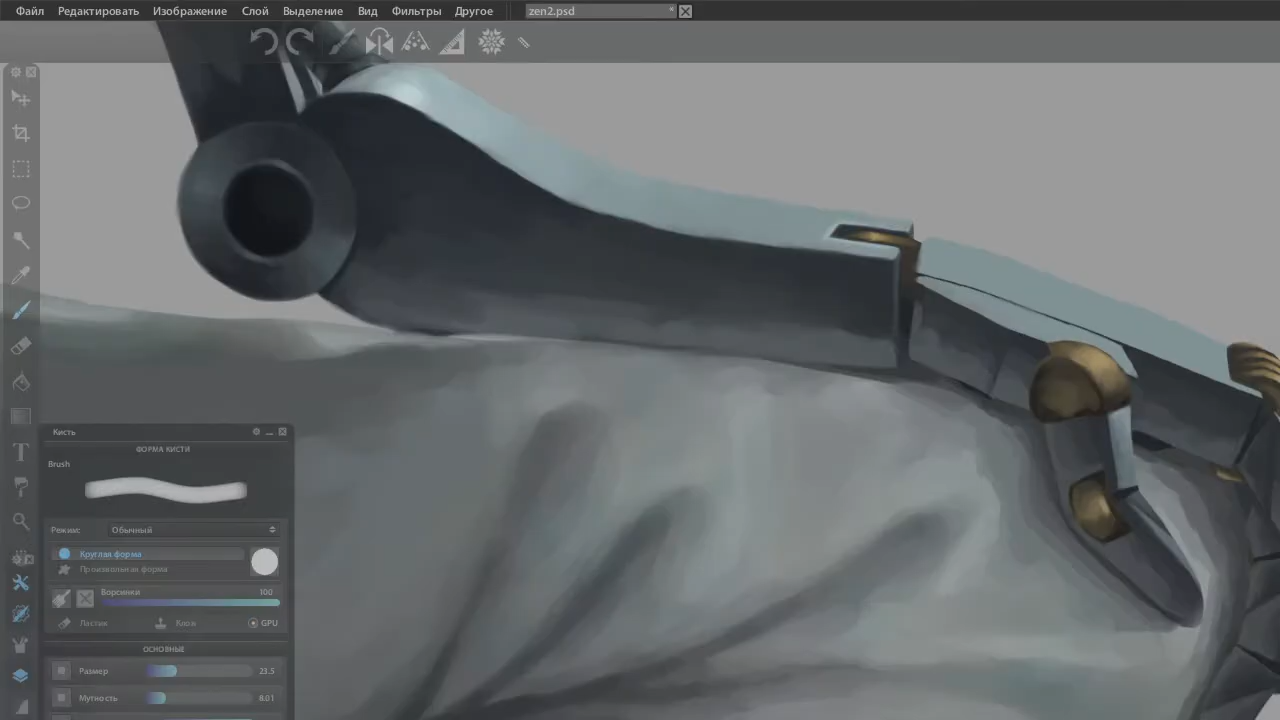 Файл Редактировать Изображение Слой Выделение Вид Фильтры Другое zen2.psd *
Кисть
ФОРМА КИСТИ
Brush
Режим: Обычный
Круглая форма
Произвольная форма
Ворсинки 100
Ластик Клон GPU
ОСНОВНЫЕ
Размер 23.5
Мутность 8.01